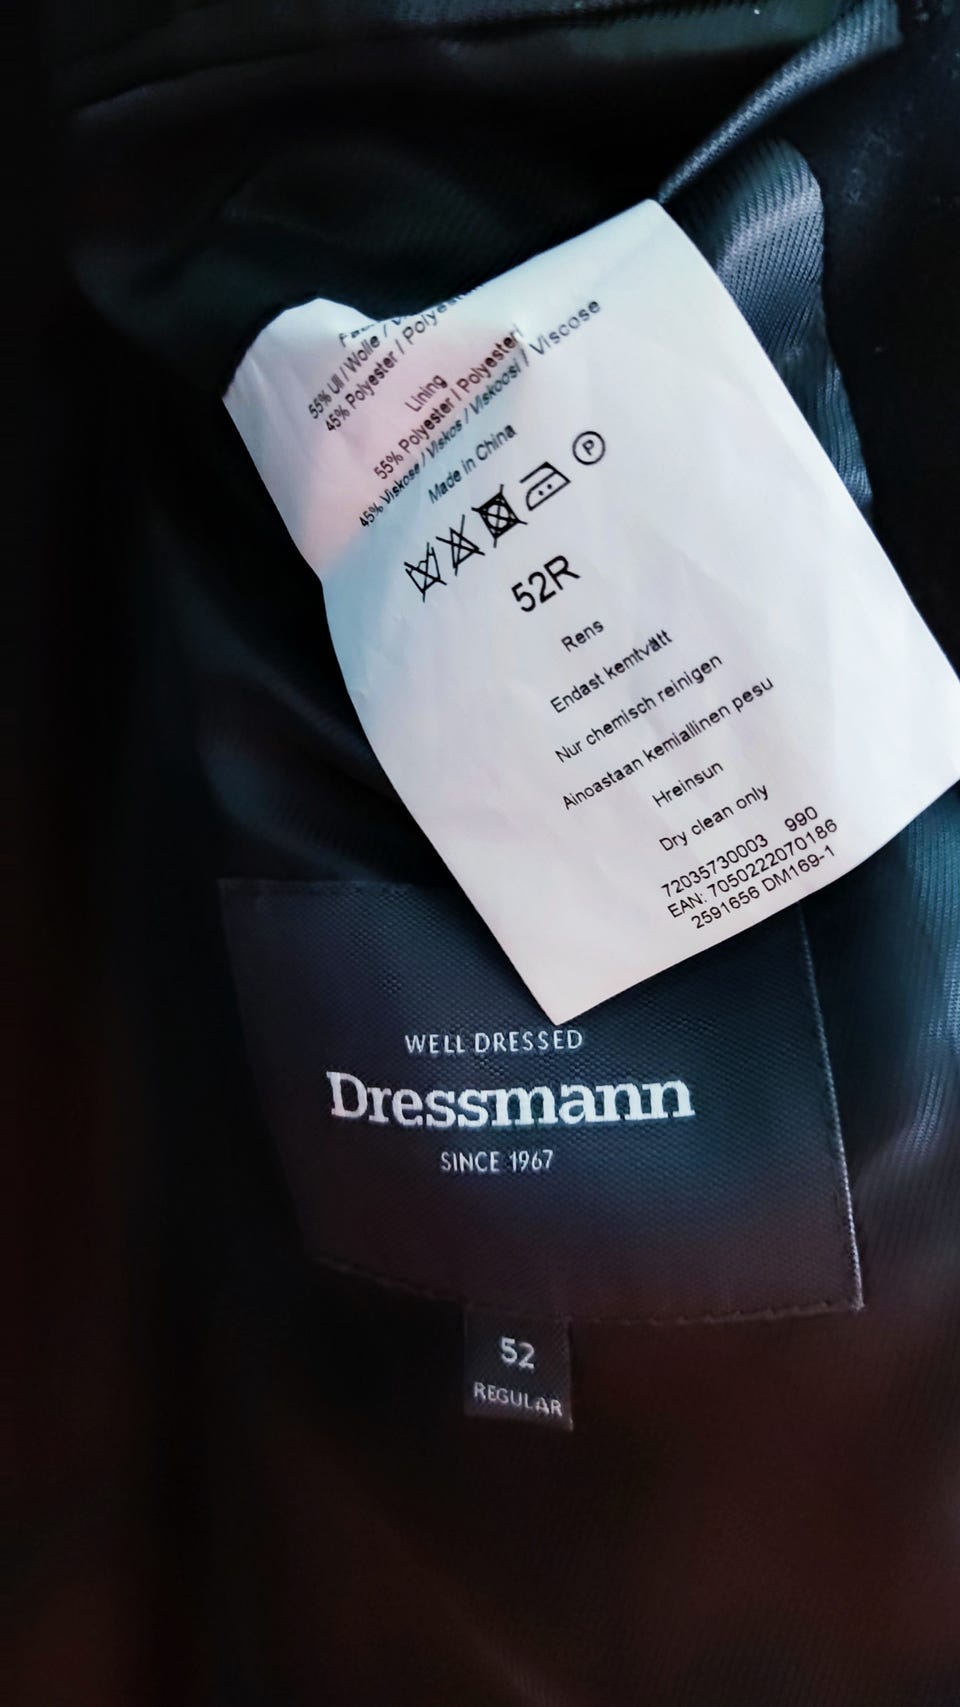 55% Ull / Wolle /
45% Polyester / Polyester
Lining
55% Polyester / Polyesteri
45% Viskose / Viskos / Viskoosi / Viscose
Made in China
P
52R
Rens
Endast kemtvätt
Nur chemisch reinigen
Ainoastaan kemiallinen pesu
Hreinsun
Dry clean only
72035730003 990
EAN: 7050222070186
2591656 DM169-1
WELL DRESSED
Dressmann
SINCE 1967
52
REGULAR